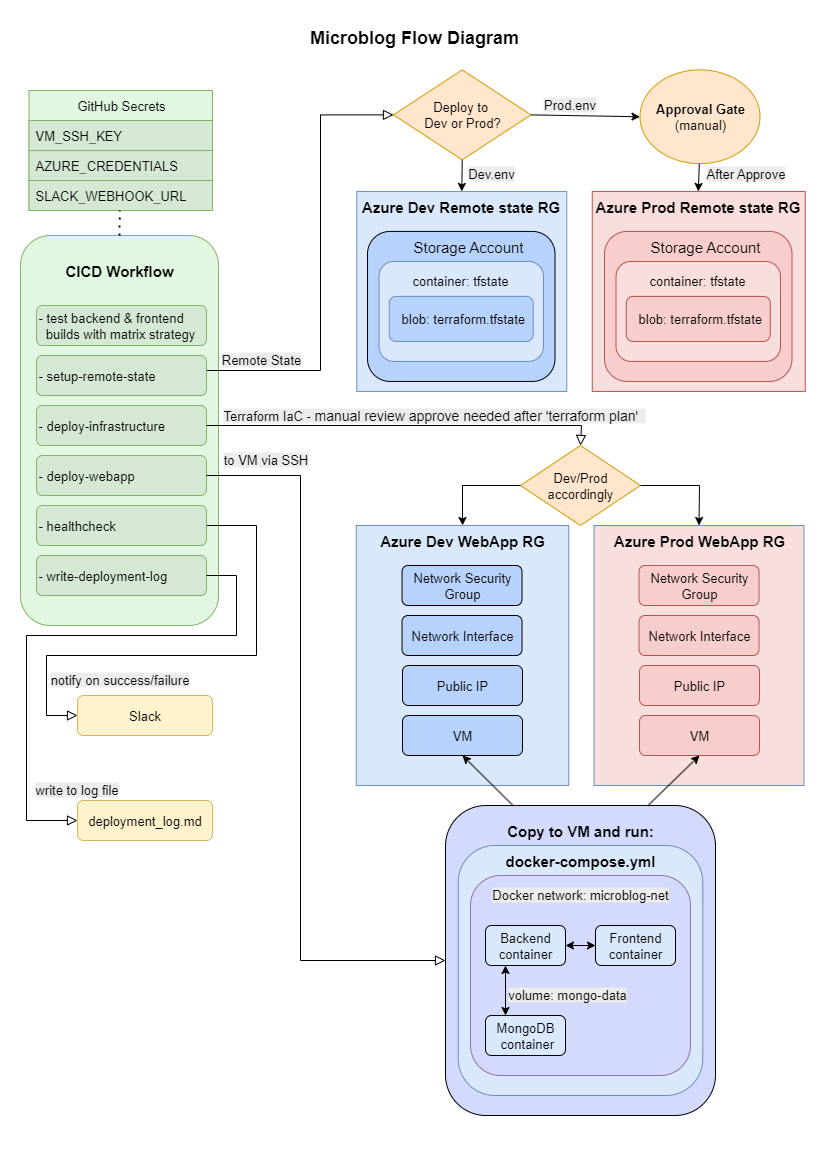 Microblog Flow Diagram
GitHub Secrets
VM_SSH_KEY
AZURE_CREDENTIALS
SLACK_WEBHOOK_URL
CICD Workflow
- test backend & frontend
builds with matrix strategy
- setup-remote-state
- deploy-infrastructure
- deploy-webapp
- healthcheck
- write-deployment-log
Remote State
Terraform IaC - manual review approve needed after 'terraform plan'
to VM via SSH
notify on success/failure
Slack
write to log file
deployment_log.md
Deploy to
Dev or Prod?
Prod.env
Approval Gate
(manual)
Dev.env
After Approve
Azure Dev Remote state RG
Storage Account
container: tfstate
blob: terraform.tfstate
Azure Prod Remote state RG
Storage Account
container: tfstate
blob: terraform.tfstate
Dev/Prod
accordingly
Azure Dev WebApp RG
Network Security
Group
Network Interface
Public IP
VM
Azure Prod WebApp RG
Network Security
Group
Network Interface
Public IP
VM
Copy to VM and run:
docker-compose.yml
Docker network: microblog-net
Backend
container
Frontend
container
volume: mongo-data
MongoDB
container